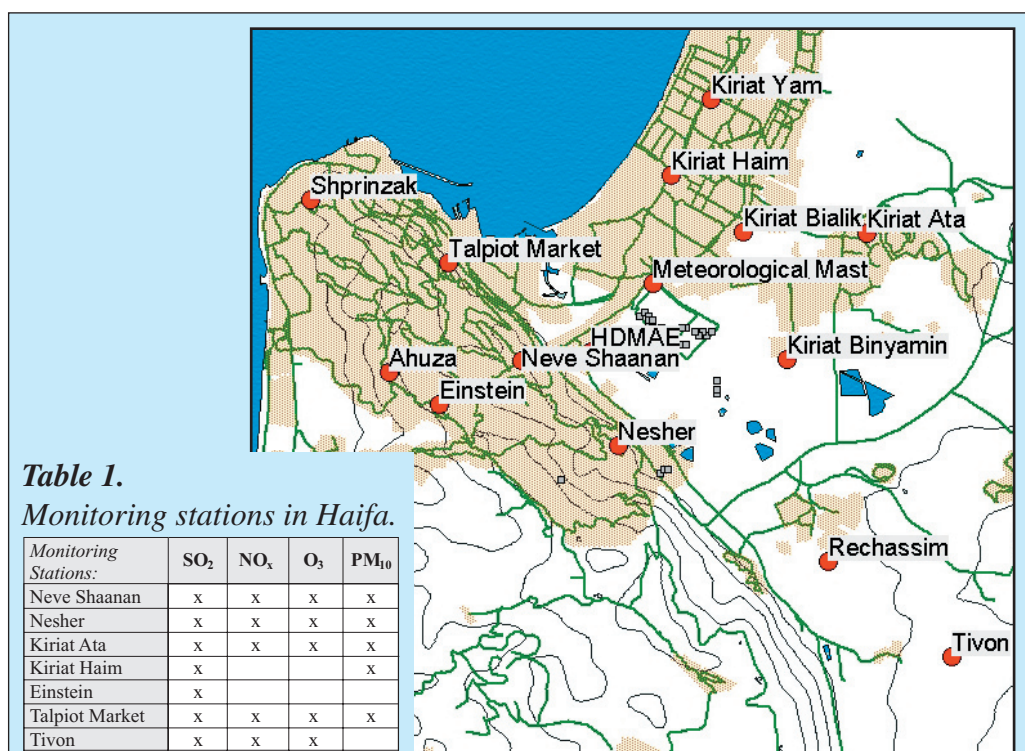 Kiriat Yam
Kiriat Haim
Shprinzak
Kiriat Bialik Kiriat Ata
Talpiot Market
Meteorological Mast
HDMAE
Neve Shaanan
Kiriat Binyamin
Ahuza
Einstein
Nesher
Rechassim
Tivon
Table 1.
Monitoring stations in Haifa.
Monitoring Stations: SO₂ NOₓ O₃ PM₁₀
Neve Shaanan x x x x
Nesher x x x x
Kiriat Ata x x x x
Kiriat Haim x x
Einstein x
Talpiot Market x x x x
Tivon x x x